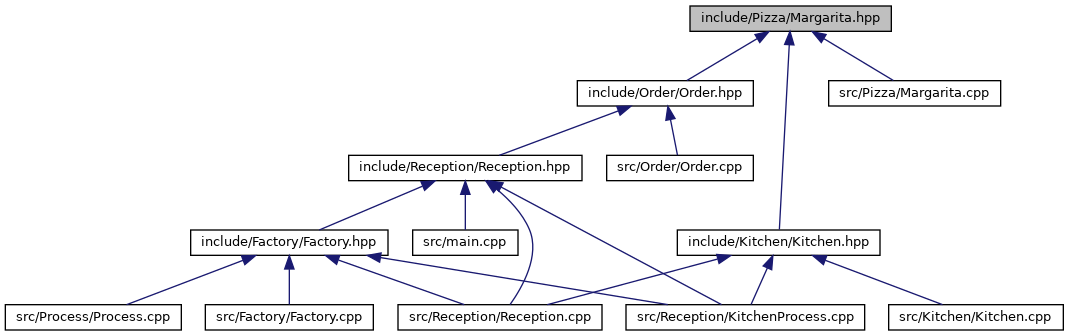 include/Pizza/Margarita.hpp
include/Order/Order.hpp
src/Pizza/Margarita.cpp
include/Reception/Reception.hpp
src/Order/Order.cpp
include/Factory/Factory.hpp
src/main.cpp
include/Kitchen/Kitchen.hpp
src/Process/Process.cpp
src/Factory/Factory.cpp
src/Reception/Reception.cpp
src/Reception/KitchenProcess.cpp
src/Kitchen/Kitchen.cpp